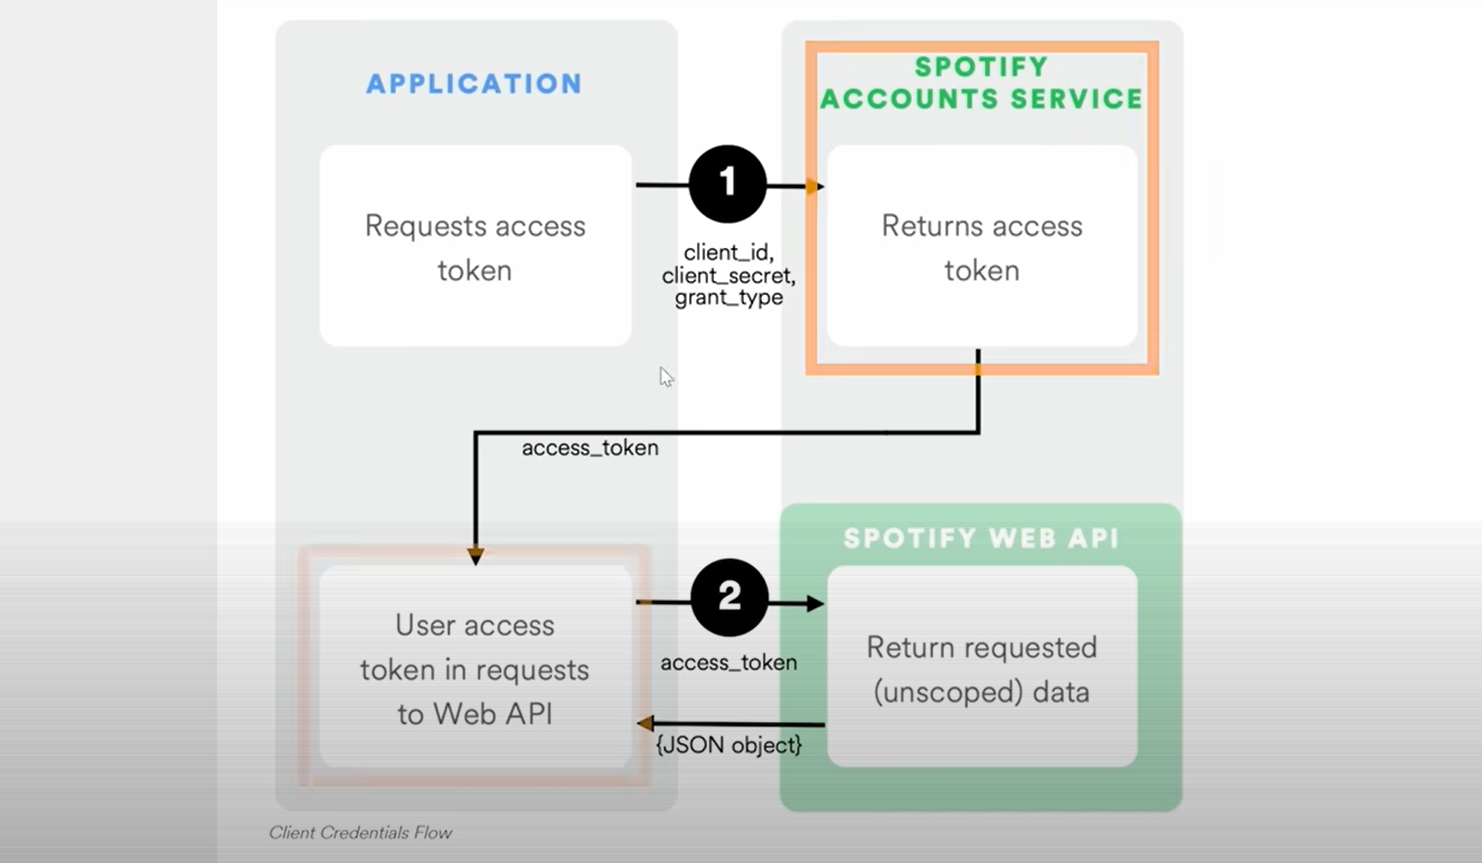 APPLICATION
SPOTIFY
ACCOUNTS SERVICE
Requests access
token
1
client_id,
client_secret,
grant_type
Returns access
token
access_token
SPOTIFY WEB API
User access
token in requests
to Web API
2
access_token
{JSON object}
Return requested
(unscoped) data
Client Credentials Flow